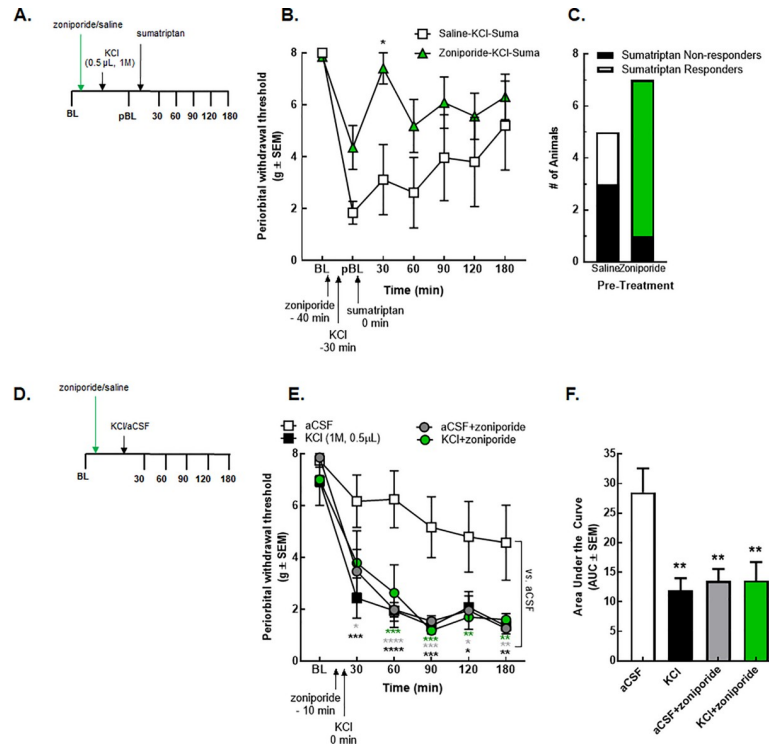 A.
zoniporide/saline
KCl
(0.5 µL, 1M)
sumatriptan
BL
pBL
30 60 90 120 180
B.
Saline-KCl-Suma
Zoniporide-KCl-Suma
*
Periorbital withdrawal threshold
(g ± SEM)
8
6
4
2
0
BL pBL 30 60 90 120 180
Time (min)
zoniporide
- 40 min
sumatriptan
0 min
KCl
-30 min
C.
Sumatriptan Non-responders
Sumatriptan Responders
# of Animals
8
6
4
2
0
Saline Zoniporide
Pre-Treatment
D.
zoniporide/saline
KCl/aCSF
BL
30 60 90 120 180
E.
aCSF
KCl (1M, 0.5µL)
aCSF+zoniporide
KCl+zoniporide
Periorbital withdrawal threshold
(g ± SEM)
8
6
4
2
0
vs. aCSF
*** *** ** **
* **** *** * **
*** **** *** * **
BL 30 60 90 120 180
Time (min)
zoniporide
- 10 min
KCl
0 min
F.
Area Under the Curve
(AUC ± SEM)
35
30
25
20
15
10
5
0
** ** **
aCSF
KCl
aCSF+zoniporide
KCl+zoniporide